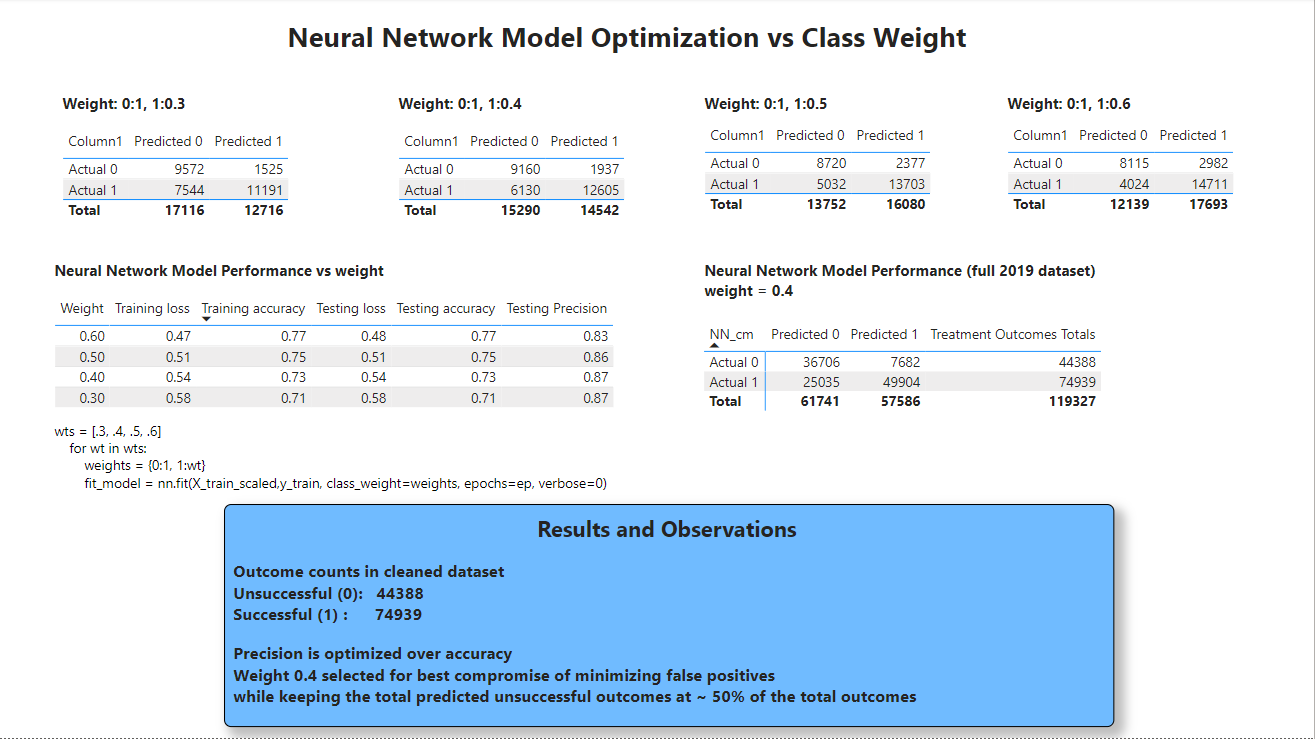 Neural Network Model Optimization vs Class Weight
Weight: 0:1, 1:0.3
Column1 Predicted 0 Predicted 1
Actual 0 9572 1525
Actual 1 7544 11191
Total 17116 12716
Weight: 0:1, 1:0.4
Column1 Predicted 0 Predicted 1
Actual 0 9160 1937
Actual 1 6130 12605
Total 15290 14542
Weight: 0:1, 1:0.5
Column1 Predicted 0 Predicted 1
Actual 0 8720 2377
Actual 1 5032 13703
Total 13752 16080
Weight: 0:1, 1:0.6
Column1 Predicted 0 Predicted 1
Actual 0 8115 2982
Actual 1 4024 14711
Total 12139 17693
Neural Network Model Performance vs weight
Weight Training loss Training accuracy Testing loss Testing accuracy Testing Precision
0.60 0.47 0.77 0.48 0.77 0.83
0.50 0.51 0.75 0.51 0.75 0.86
0.40 0.54 0.73 0.54 0.73 0.87
0.30 0.58 0.71 0.58 0.71 0.87
wts = [.3, .4, .5, .6]
for wt in wts:
weights = {0:1, 1:wt}
fit_model = nn.fit(X_train_scaled,y_train, class_weight=weights, epochs=ep, verbose=0)
Neural Network Model Performance (full 2019 dataset)
weight = 0.4
NN_cm Predicted 0 Predicted 1 Treatment Outcomes Totals
Actual 0 36706 7682 44388
Actual 1 25035 49904 74939
Total 61741 57586 119327
Results and Observations
Outcome counts in cleaned dataset
Unsuccessful (0): 44388
Successful (1) : 74939
Precision is optimized over accuracy
Weight 0.4 selected for best compromise of minimizing false positives
while keeping the total predicted unsuccessful outcomes at ~ 50% of the total outcomes